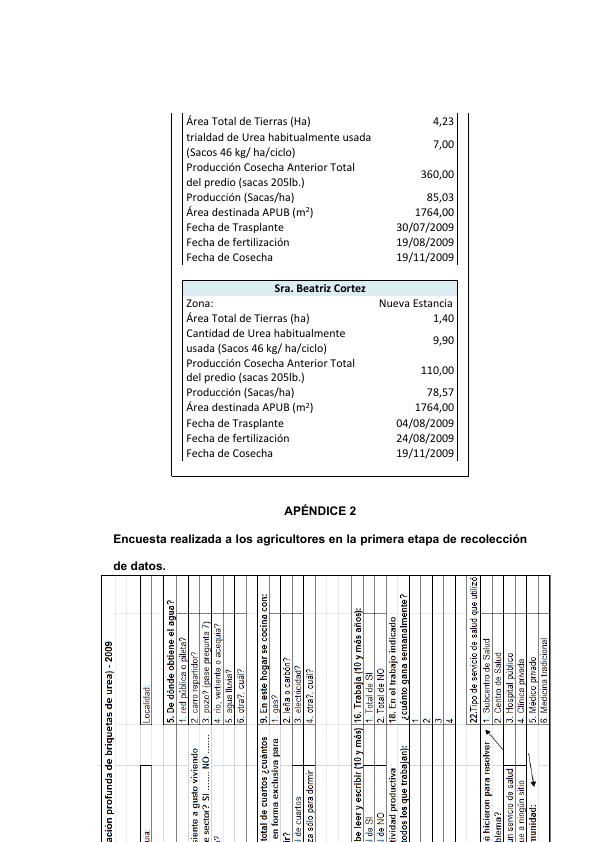 Área Total de Tierras (Ha) 4,23
trialdad de Urea habitualmente usada
(Sacos 46 kg/ ha/ciclo) 7,00
Producción Cosecha Anterior Total
del predio (sacas 205lb.) 360,00
Producción (Sacas/ha) 85,03
Área destinada APUB (m²) 1764,00
Fecha de Trasplante 30/07/2009
Fecha de fertilización 19/08/2009
Fecha de Cosecha 19/11/2009
Sra. Beatriz Cortez
Zona: Nueva Estancia
Área Total de Tierras (ha) 1,40
Cantidad de Urea habitualmente
usada (Sacos 46 kg/ ha/ciclo) 9,90
Producción Cosecha Anterior Total
del predio (sacas 205lb.) 110,00
Producción (Sacas/ha) 78,57
Área destinada APUB (m²) 1764,00
Fecha de Trasplante 04/08/2009
Fecha de fertilización 24/08/2009
Fecha de Cosecha 19/11/2009
APÉNDICE 2
Encuesta realizada a los agricultores en la primera etapa de recolección
de datos.
ación profunda de briquetas de urea) - 2009
uia:
Localidad:
siente a gusto viviendo
e sector? SI ....... NO .......
5. De dónde obtiene el agua?
1. red pública o pileta?
2. carro repartidor?
3. pozo? (pase pregunta 7)
4. río, vertiente o acequia?
5. agua lluvia?
6. otra?, cuál?
total de cuartos ¿cuántos
en forma exclusiva para
ir?
l de cuartos
za sólo para dormir
9. En este hogar se cocina con:
1. gas?
2. leña o carbón?
3. electricidad?
4. otra?, cuál?
be leer y escribir (10 y más)
l de SI
l de NO
16. Trabaja (10 y más años):
1. Total de SI
2. Total de NO
vidad productiva
todos los que trabajan):
18. En el trabajo indicado
¿cuánto gana semanalmente?
1
2
3
4
é hicieron para resolver
blema?
un servicio de salud
ue a ningún sitio
munidad:
22.Tipo de servicio de salud que utilizó
1. Subcentro de Salud
2. Centro de Salud
3. Hospital público
4. Clínica privada
5. Médico privado
6. Medicina tradicional